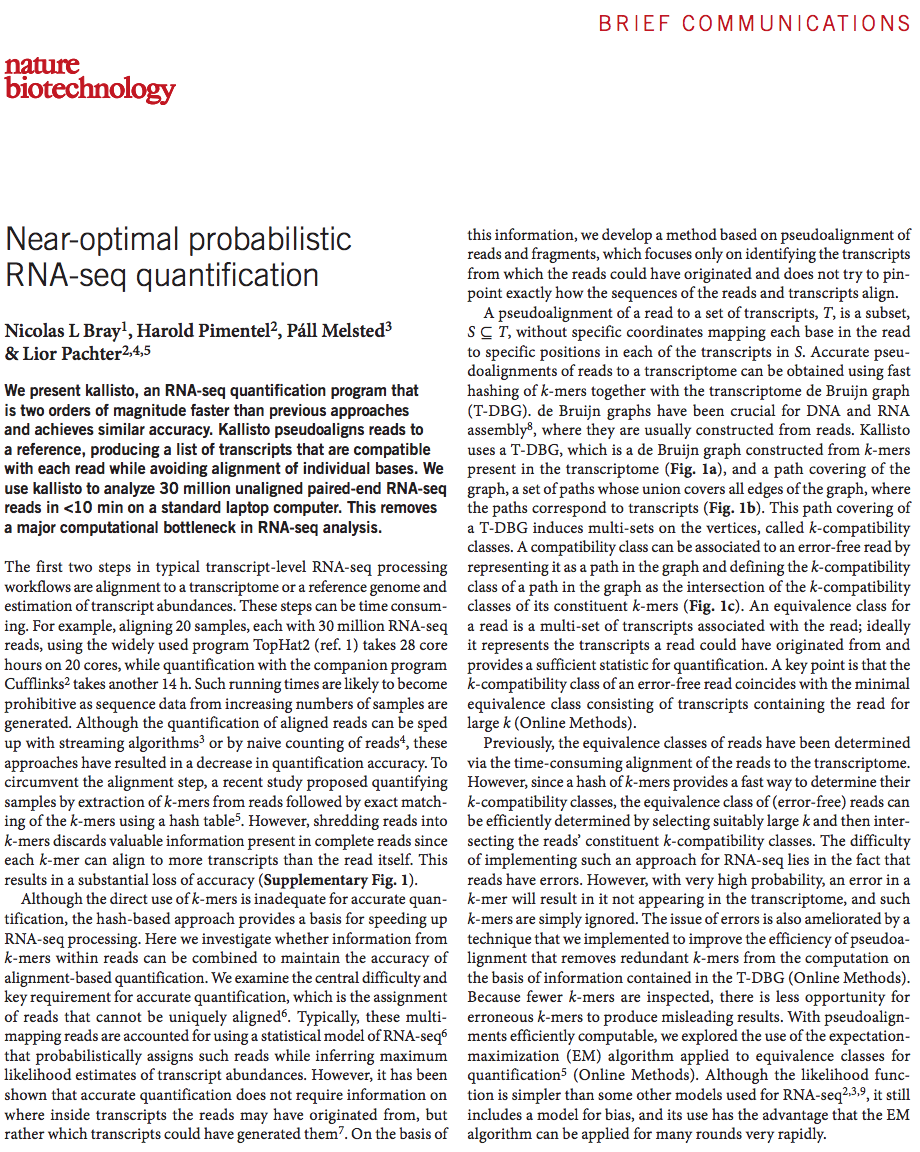 BRIEF COMMUNICATIONS
nature
biotechnology
Near-optimal probabilistic
RNA-seq quantification
Nicolas L Bray1, Harold Pimentel2, Páll Melsted3
& Lior Pachter2,4,5
We present kallisto, an RNA-seq quantification program that
is two orders of magnitude faster than previous approaches
and achieves similar accuracy. Kallisto pseudoaligns reads to
a reference, producing a list of transcripts that are compatible
with each read while avoiding alignment of individual bases. We
use kallisto to analyze 30 million unaligned paired-end RNA-seq
reads in <10 min on a standard laptop computer. This removes
a major computational bottleneck in RNA-seq analysis.
The first two steps in typical transcript-level RNA-seq processing
workflows are alignment to a transcriptome or a reference genome and
estimation of transcript abundances. These steps can be time consum-
ing. For example, aligning 20 samples, each with 30 million RNA-seq
reads, using the widely used program TopHat2 (ref. 1) takes 28 core
hours on 20 cores, while quantification with the companion program
Cufflinks2 takes another 14 h. Such running times are likely to become
prohibitive as sequence data from increasing numbers of samples are
generated. Although the quantification of aligned reads can be sped
up with streaming algorithms3 or by naive counting of reads4, these
approaches have resulted in a decrease in quantification accuracy. To
circumvent the alignment step, a recent study proposed quantifying
samples by extraction of k-mers from reads followed by exact match-
ing of the k-mers using a hash table5. However, shredding reads into
k-mers discards valuable information present in complete reads since
each k-mer can align to more transcripts than the read itself. This
results in a substantial loss of accuracy (Supplementary Fig. 1).
Although the direct use of k-mers is inadequate for accurate quan-
tification, the hash-based approach provides a basis for speeding up
RNA-seq processing. Here we investigate whether information from
k-mers within reads can be combined to maintain the accuracy of
alignment-based quantification. We examine the central difficulty and
key requirement for accurate quantification, which is the assignment
of reads that cannot be uniquely aligned6. Typically, these multi-
mapping reads are accounted for using a statistical model of RNA-seq6
that probabilistically assigns such reads while inferring maximum
likelihood estimates of transcript abundances. However, it has been
shown that accurate quantification does not require information on
where inside transcripts the reads may have originated from, but
rather which transcripts could have generated them7. On the basis of
this information, we develop a method based on pseudoalignment of
reads and fragments, which focuses only on identifying the transcripts
from which the reads could have originated and does not try to pin-
point exactly how the sequences of the reads and transcripts align.
A pseudoalignment of a read to a set of transcripts, T, is a subset,
S ⊆ T, without specific coordinates mapping each base in the read
to specific positions in each of the transcripts in S. Accurate pseu-
doalignments of reads to a transcriptome can be obtained using fast
hashing of k-mers together with the transcriptome de Bruijn graph
(T-DBG). de Bruijn graphs have been crucial for DNA and RNA
assembly8, where they are usually constructed from reads. Kallisto
uses a T-DBG, which is a de Bruijn graph constructed from k-mers
present in the transcriptome (Fig. 1a), and a path covering of the
graph, a set of paths whose union covers all edges of the graph, where
the paths correspond to transcripts (Fig. 1b). This path covering of
a T-DBG induces multi-sets on the vertices, called k-compatibility
classes. A compatibility class can be associated to an error-free read by
representing it as a path in the graph and defining the k-compatibility
class of a path in the graph as the intersection of the k-compatibility
classes of its constituent k-mers (Fig. 1c). An equivalence class for
a read is a multi-set of transcripts associated with the read; ideally
it represents the transcripts a read could have originated from and
provides a sufficient statistic for quantification. A key point is that the
k-compatibility class of an error-free read coincides with the minimal
equivalence class consisting of transcripts containing the read for
large k (Online Methods).
Previously, the equivalence classes of reads have been determined
via the time-consuming alignment of the reads to the transcriptome.
However, since a hash of k-mers provides a fast way to determine their
k-compatibility classes, the equivalence class of (error-free) reads can
be efficiently determined by selecting suitably large k and then inter-
secting the reads’ constituent k-compatibility classes. The difficulty
of implementing such an approach for RNA-seq lies in the fact that
reads have errors. However, with very high probability, an error in a
k-mer will result in it not appearing in the transcriptome, and such
k-mers are simply ignored. The issue of errors is also ameliorated by a
technique that we implemented to improve the efficiency of pseudoa-
lignment that removes redundant k-mers from the computation on
the basis of information contained in the T-DBG (Online Methods).
Because fewer k-mers are inspected, there is less opportunity for
erroneous k-mers to produce misleading results. With pseudoalign-
ments efficiently computable, we explored the use of the expectation-
maximization (EM) algorithm applied to equivalence classes for
quantification5 (Online Methods). Although the likelihood func-
tion is simpler than some other models used for RNA-seq2,3,9, it still
includes a model for bias, and its use has the advantage that the EM
algorithm can be applied for many rounds very rapidly.